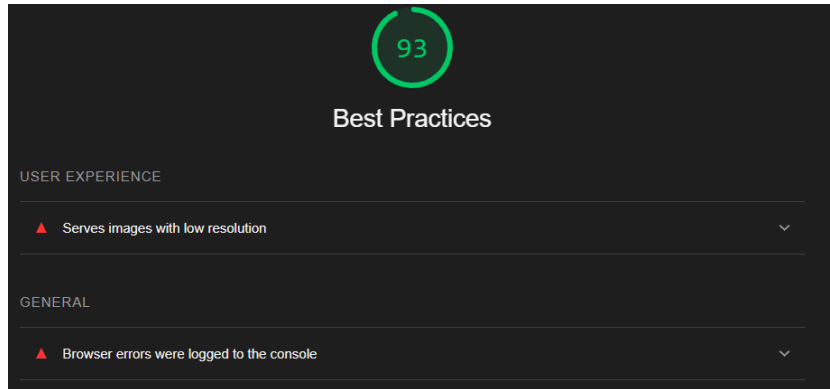 93
Best Practices
USER EXPERIENCE
Serves images with low resolution
GENERAL
Browser errors were logged to the console